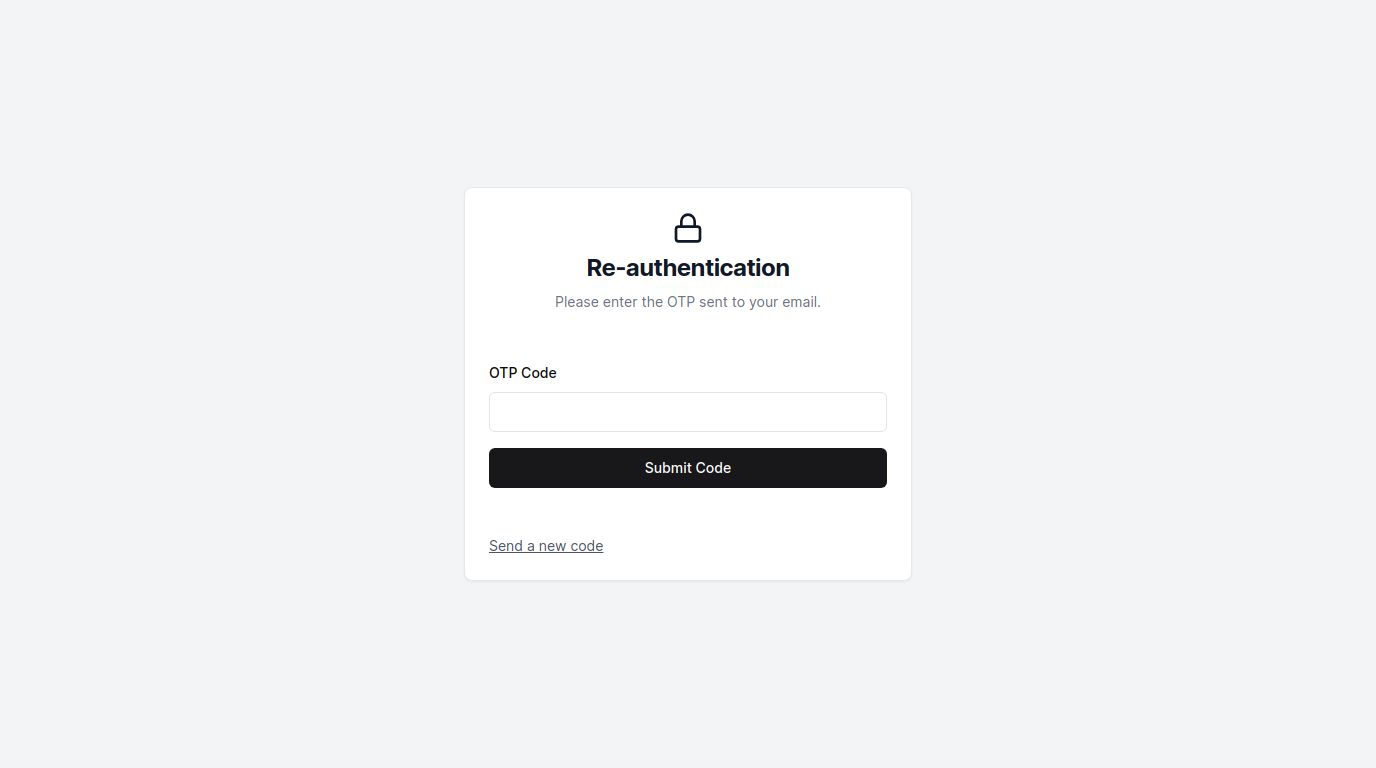 Re-authentication
Please enter the OTP sent to your email.
OTP Code
Submit Code
Send a new code